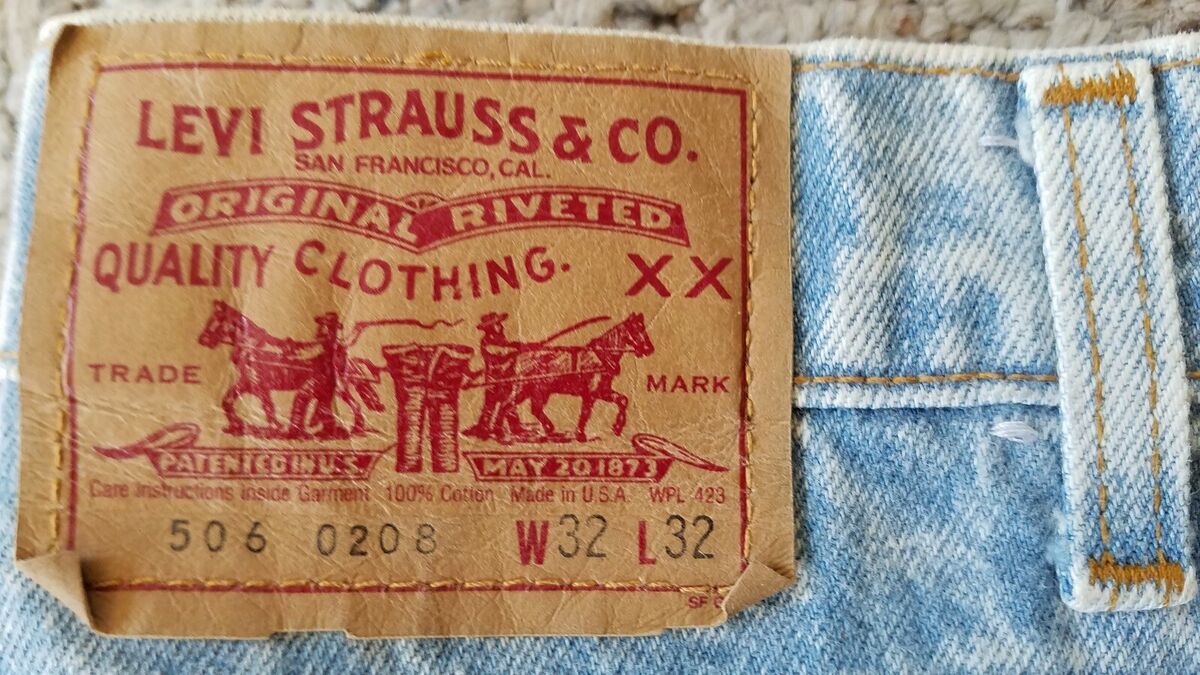 LEVI STRAUSS & CO.
SAN FRANCISCO, CAL.
ORIGINAL RIVETED
QUALITY CLOTHING. XX
TRADE MARK
PATENTED IN U.S. MAY 20.1873
Care Instructions Inside Garment 100% Cotton Made in U.S.A. WPL 423
506 0208 W32 L32
SF